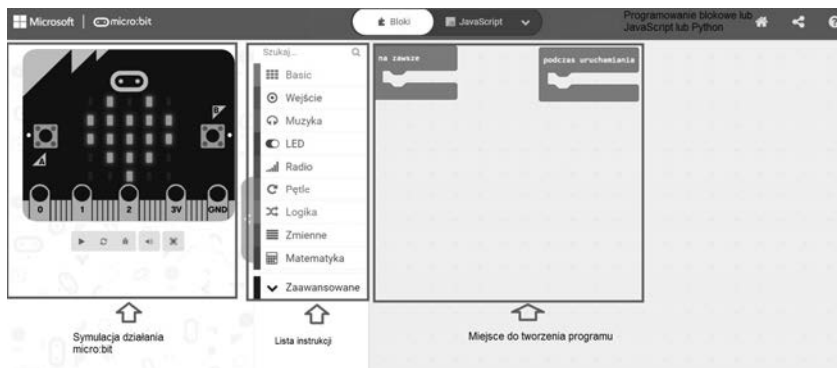 Microsoft | micro:bit
Bloki
JavaScript
Programowanie blokowe lub
JavaScript lub Python
Szukaj...
Basic
Wejście
Muzyka
LED
Radio
Pętle
Logika
Zmienne
Matematyka
Zaawansowane
na zawsze
podczas uruchamiania
A
B
0
1
2
3V
GND
Symulacja działania
micro:bit
Lista instrukcji
Miejsce do tworzenia programu